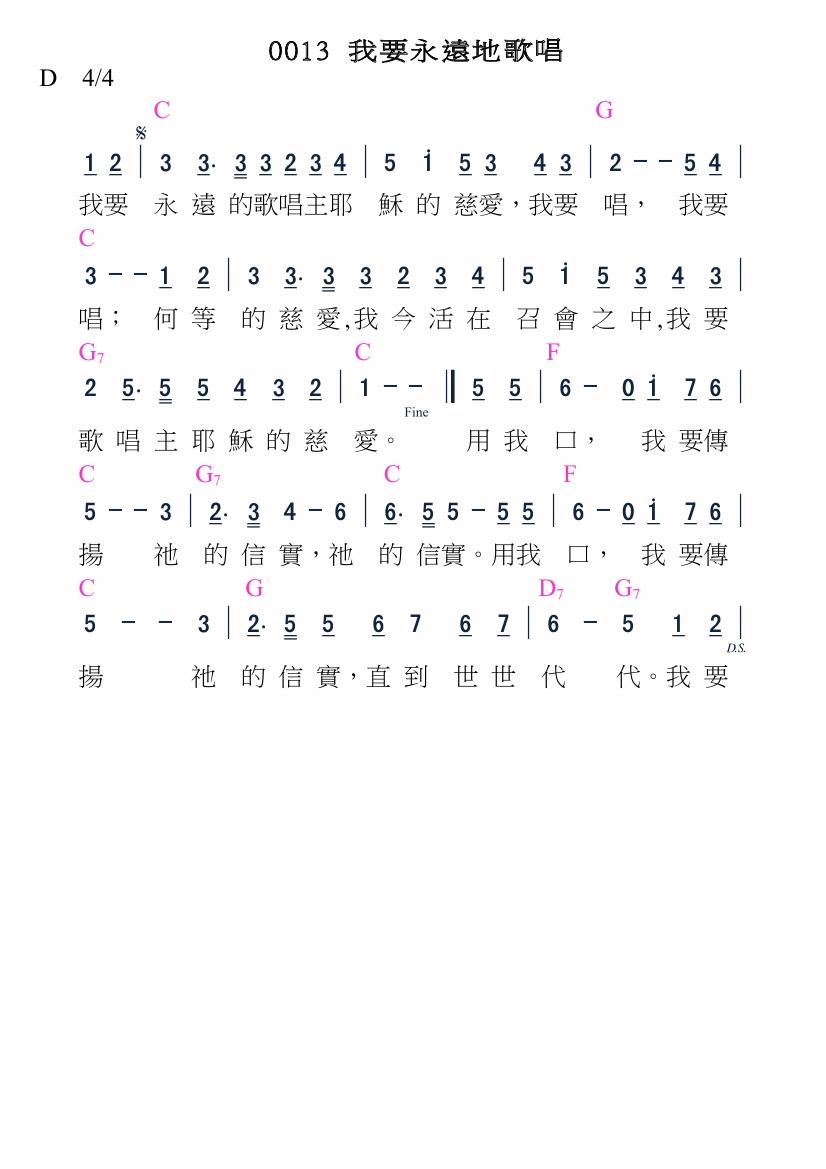 0013 我要永遠地歌唱
D 4/4
C G
𝄋
1 2 | 3 3· 3 3 2 3 4 | 5 i 5 3 4 3 | 2 - - 5 4 |
我要 永 遠 的歌唱主耶 穌 的 慈愛，我要 唱， 我要
C
3 - - 1 2 | 3 3· 3 3 2 3 4 | 5 i 5 3 4 3 |
唱； 何 等 的 慈 愛,我 今 活 在 召 會 之 中,我 要
G7 C F
2 5· 5 5 4 3 2 | 1 - - ‖ 5 5 | 6 - 0 i 7 6 |
Fine
歌 唱 主 耶 穌 的 慈 愛。 用 我 口， 我 要傳
C G7 C F
5 - - 3 | 2· 3 4 - 6 | 6· 5 5 - 5 5 | 6 - 0 i 7 6 |
揚 祂 的 信 實，祂 的 信實。用我 口， 我 要傳
C G D7 G7
5 - - 3 | 2· 5 5 6 7 6 7 | 6 - 5 1 2 |
D.S.
揚 祂 的 信 實，直 到 世 世 代 代。我 要